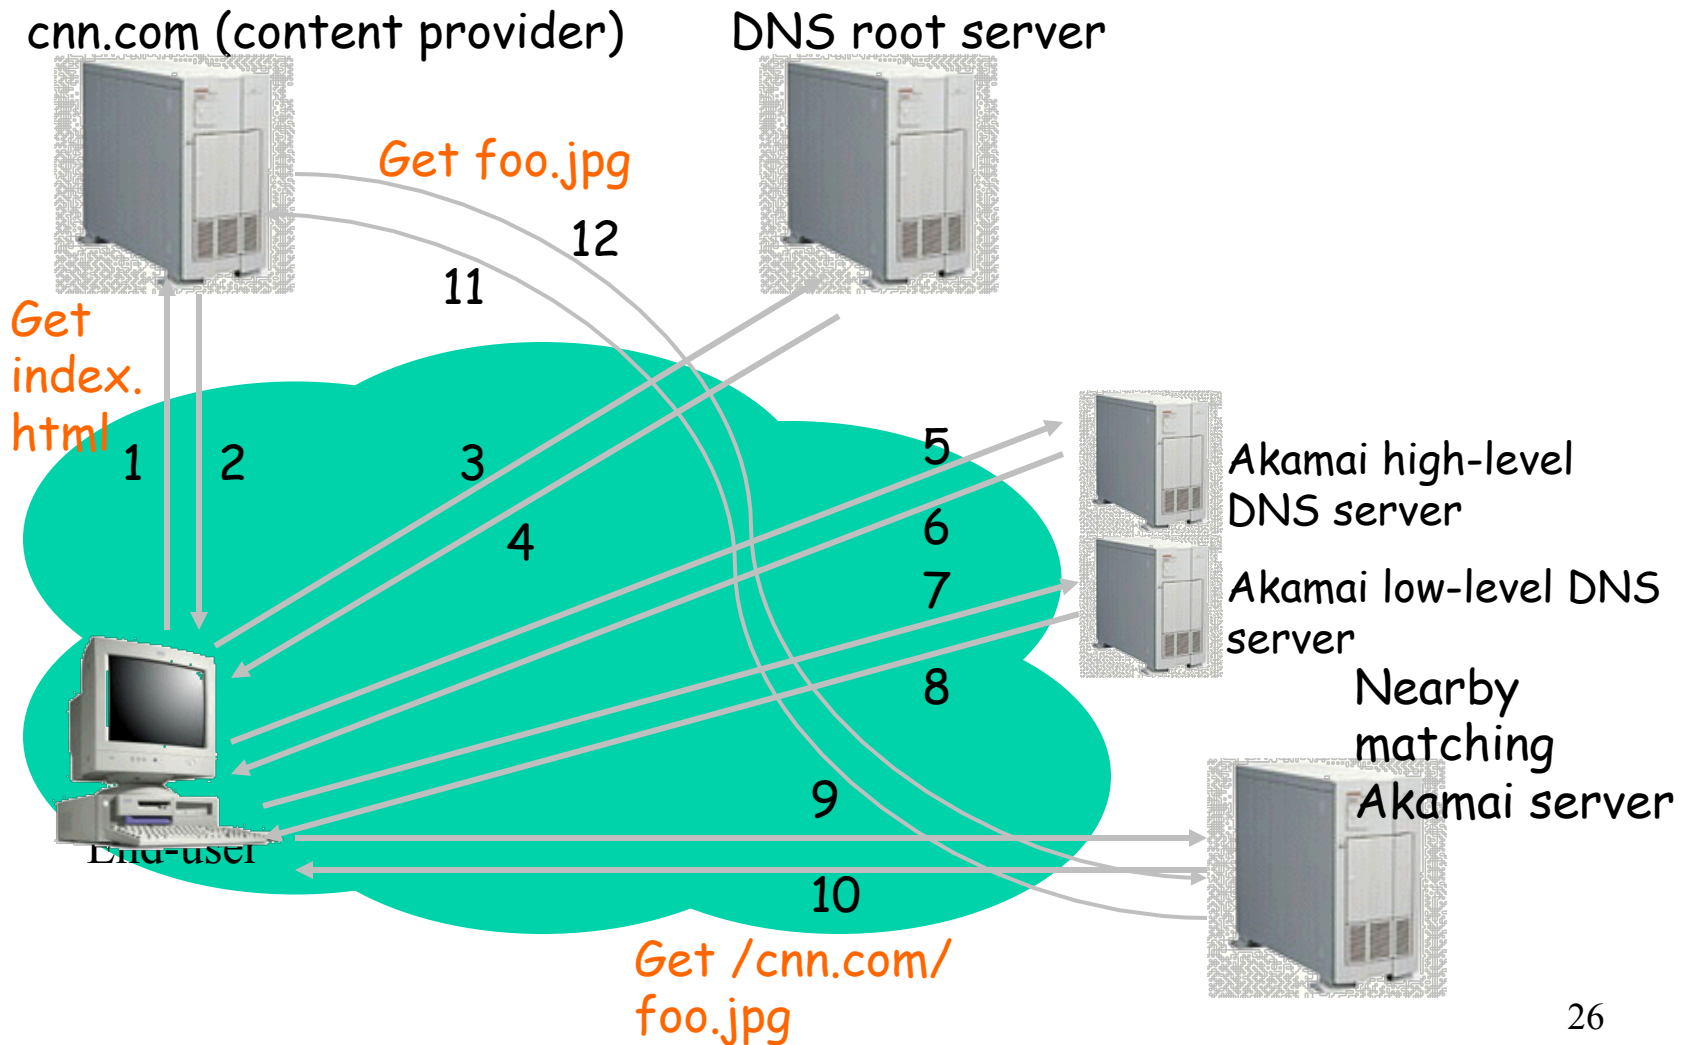 cnn.com (content provider)
DNS root server
Get foo.jpg
12
11
Get
index.
html
1
2
3
4
5
6
7
8
Akamai high-level
DNS server
Akamai low-level DNS
server
Nearby
matching
Akamai server
9
10
End-user
Get /cnn.com/
foo.jpg
26